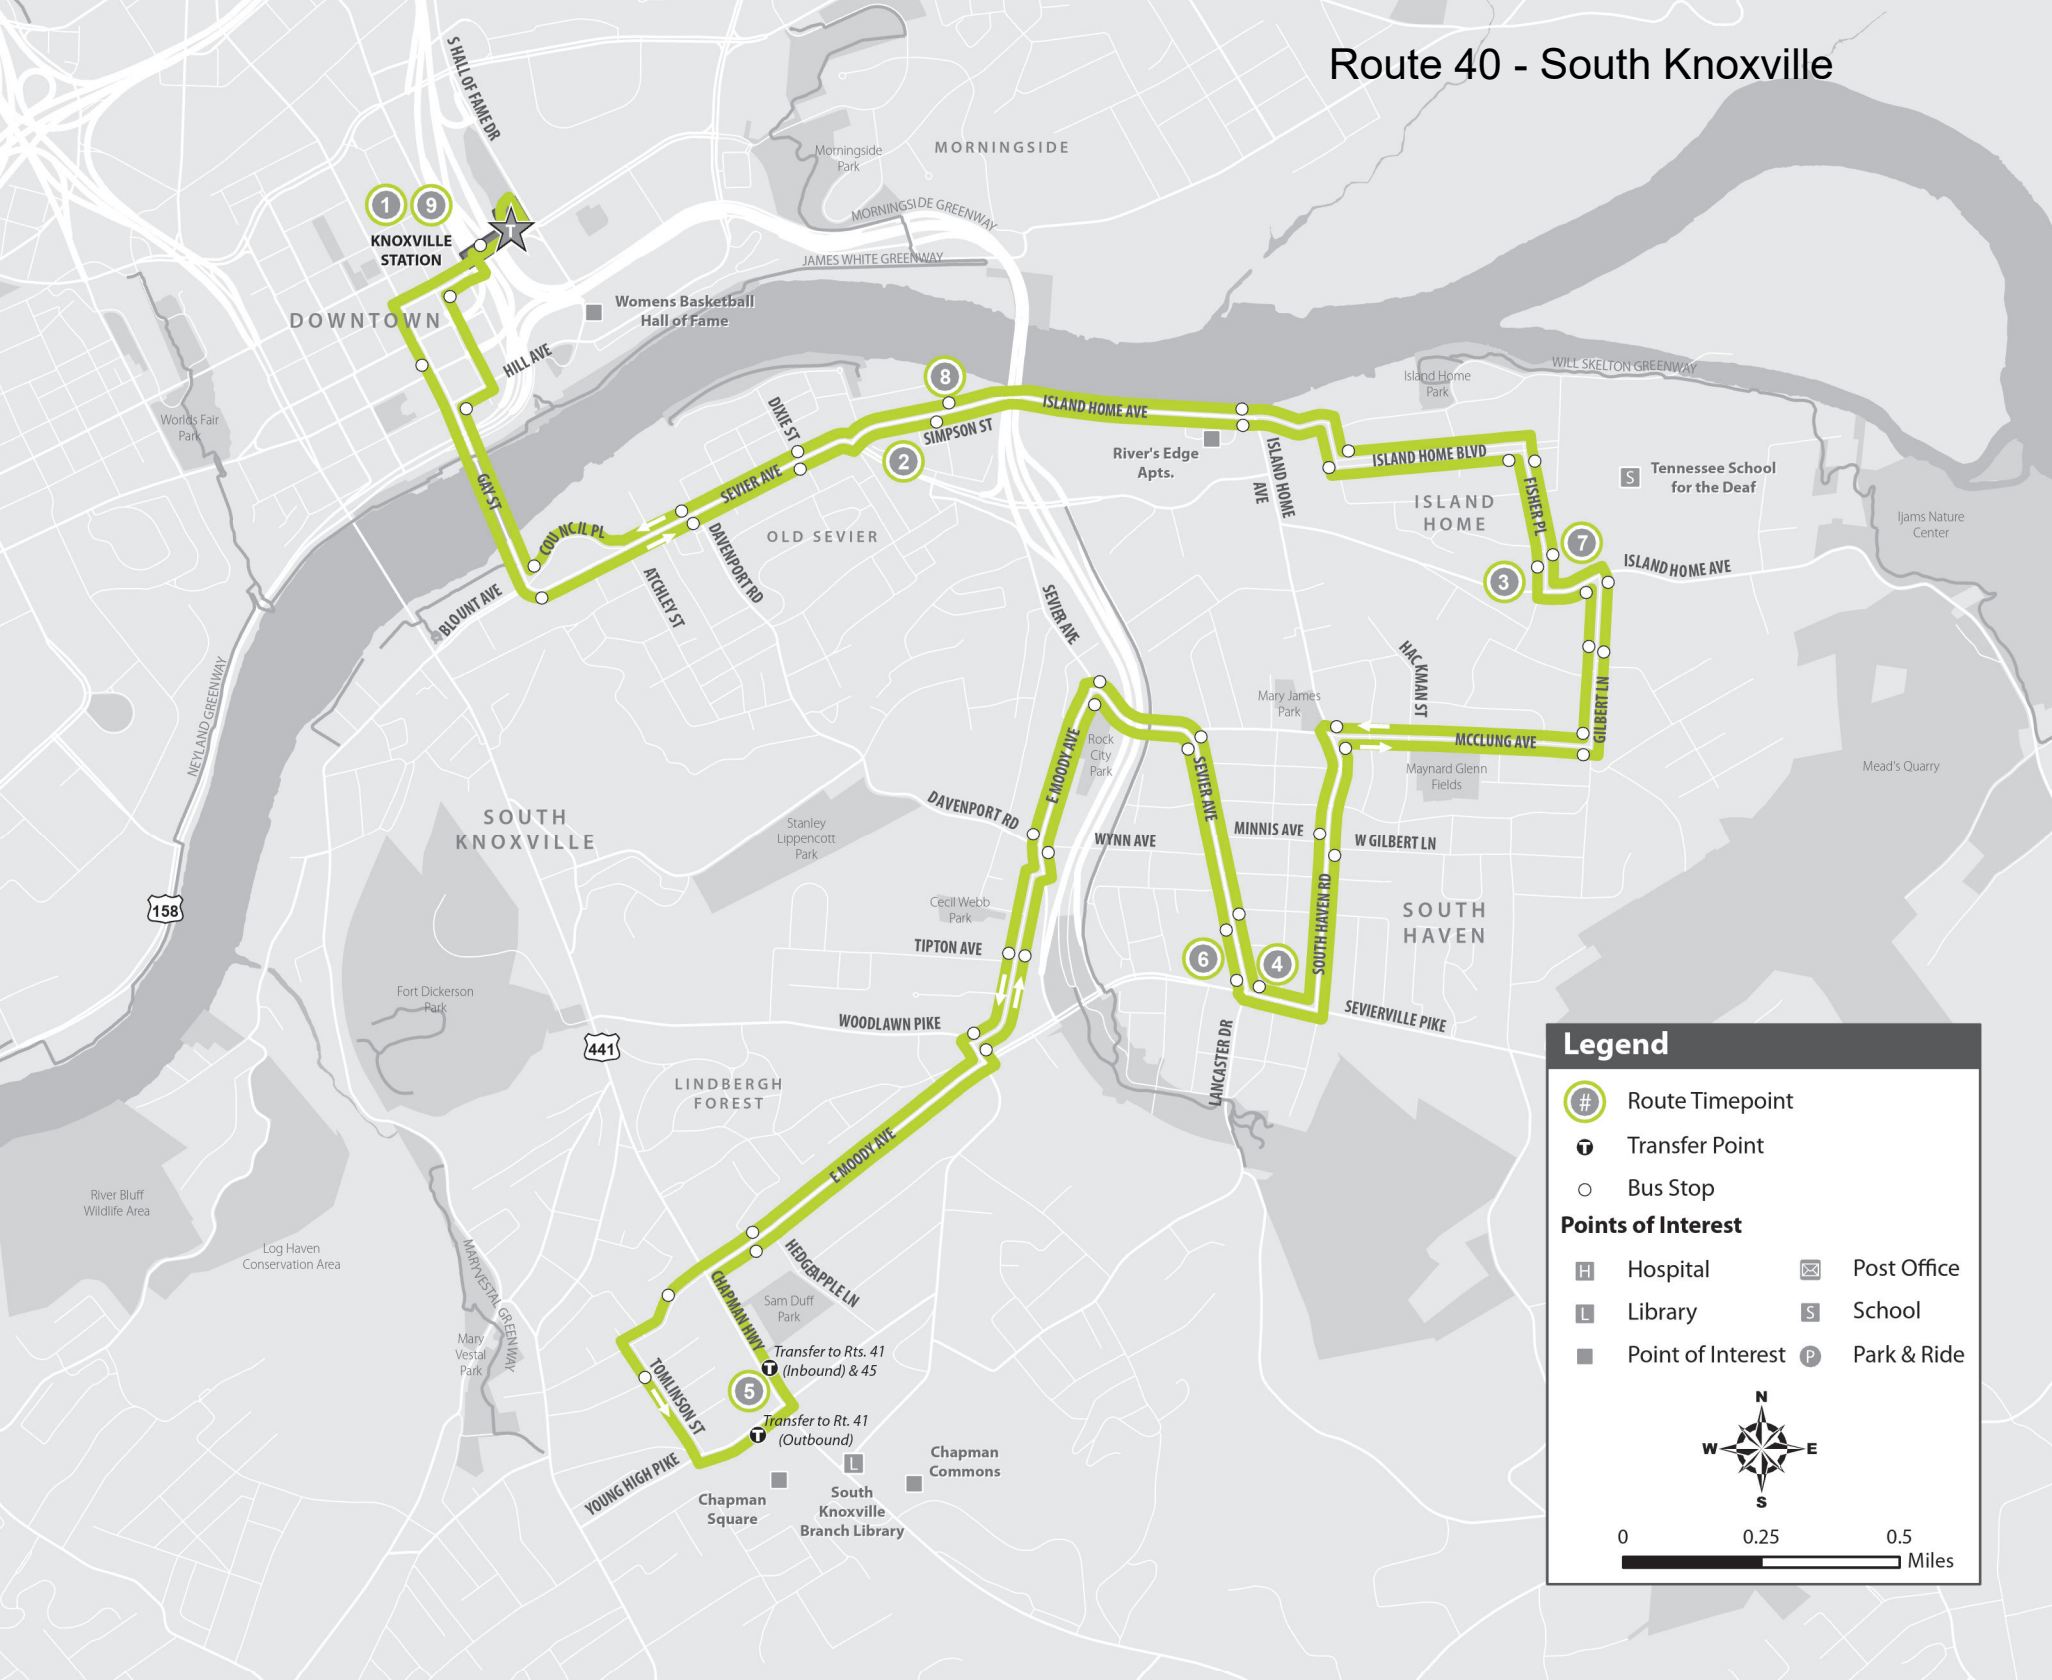 Route 40 - South Knoxville
S HALL OF FAME DR
MORNINGSIDE
Morningside
Park
1
9
KNOXVILLE
STATION
T
MORNINGSIDE GREENWAY
JAMES WHITE GREENWAY
Womens Basketball
Hall of Fame
DOWNTOWN
HILL AVE
Worlds Fair
Park
8
DIXIE ST
SIMPSON ST
2
ISLAND HOME AVE
Island Home
Park
WILL SKELTON GREENWAY
River's Edge
Apts.
ISLAND HOME
AVE
ISLAND HOME BLVD
S
Tennessee School
for the Deaf
GAY ST
SEVIER AVE
ISLAND
HOME
FISHER PL
Ijams Nature
Center
COUNCIL PL
DAVENPORT RD
OLD SEVIER
7
3
ISLAND HOME AVE
BLOUNT AVE
ATCHLEY ST
SEVIER AVE
NEYLAND GREENWAY
HACKMAN ST
Mary James
Park
GILBERT LN
MCCLUNG AVE
Rock
City
Park
E MOODY AVE
SEVIER AVE
Maynard Glenn
Fields
Mead's Quarry
SOUTH
KNOXVILLE
DAVENPORT RD
Stanley
Lippencott
Park
WYNN AVE
MINNIS AVE
W GILBERT LN
158
Cecil Webb
Park
TIPTON AVE
SOUTH HAVEN RD
SOUTH
HAVEN
6
4
Fort Dickerson
Park
WOODLAWN PIKE
SEVIERVILLE PIKE
441
LANCASTER DR
LINDBERGH
FOREST
E MOODY AVE
River Bluff
Wildlife Area
Log Haven
Conservation Area
MARY VESTAL GREENWAY
HEDGEAPPLE LN
CHAPMAN HWY
Sam Duff
Park
Mary
Vestal
Park
T
Transfer to Rts. 41
(Inbound) & 45
TOMLINSON ST
5
T
Transfer to Rt. 41
(Outbound)
YOUNG HIGH PIKE
Chapman
Square
L
South
Knoxville
Branch Library
Chapman
Commons
Legend
# Route Timepoint
T Transfer Point
Bus Stop
Points of Interest
H Hospital
Post Office
L Library
S School
Point of Interest
P Park & Ride
N
W E
S
0 0.25 0.5
Miles